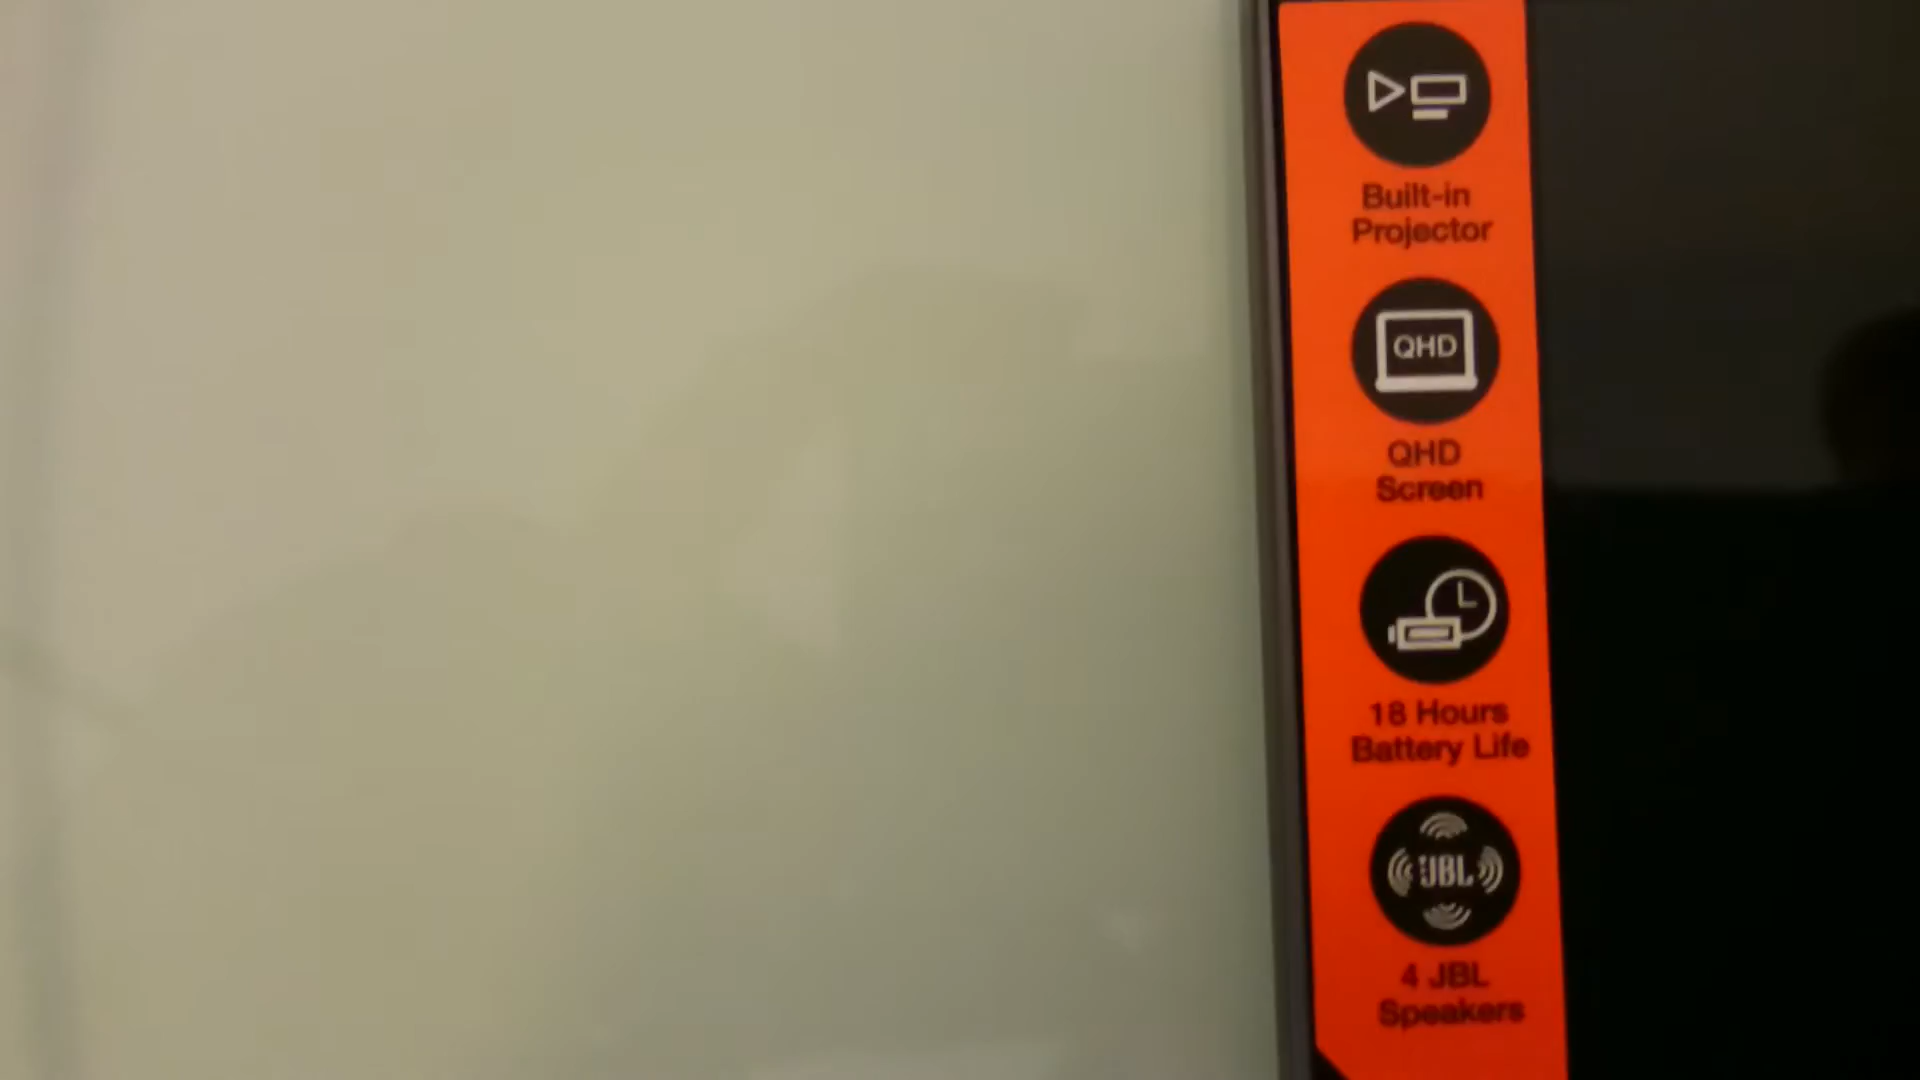 Built-in
Projector
QHD
QHD
Screen
18 Hours
Battery Life
JBL
4 JBL
Speakers